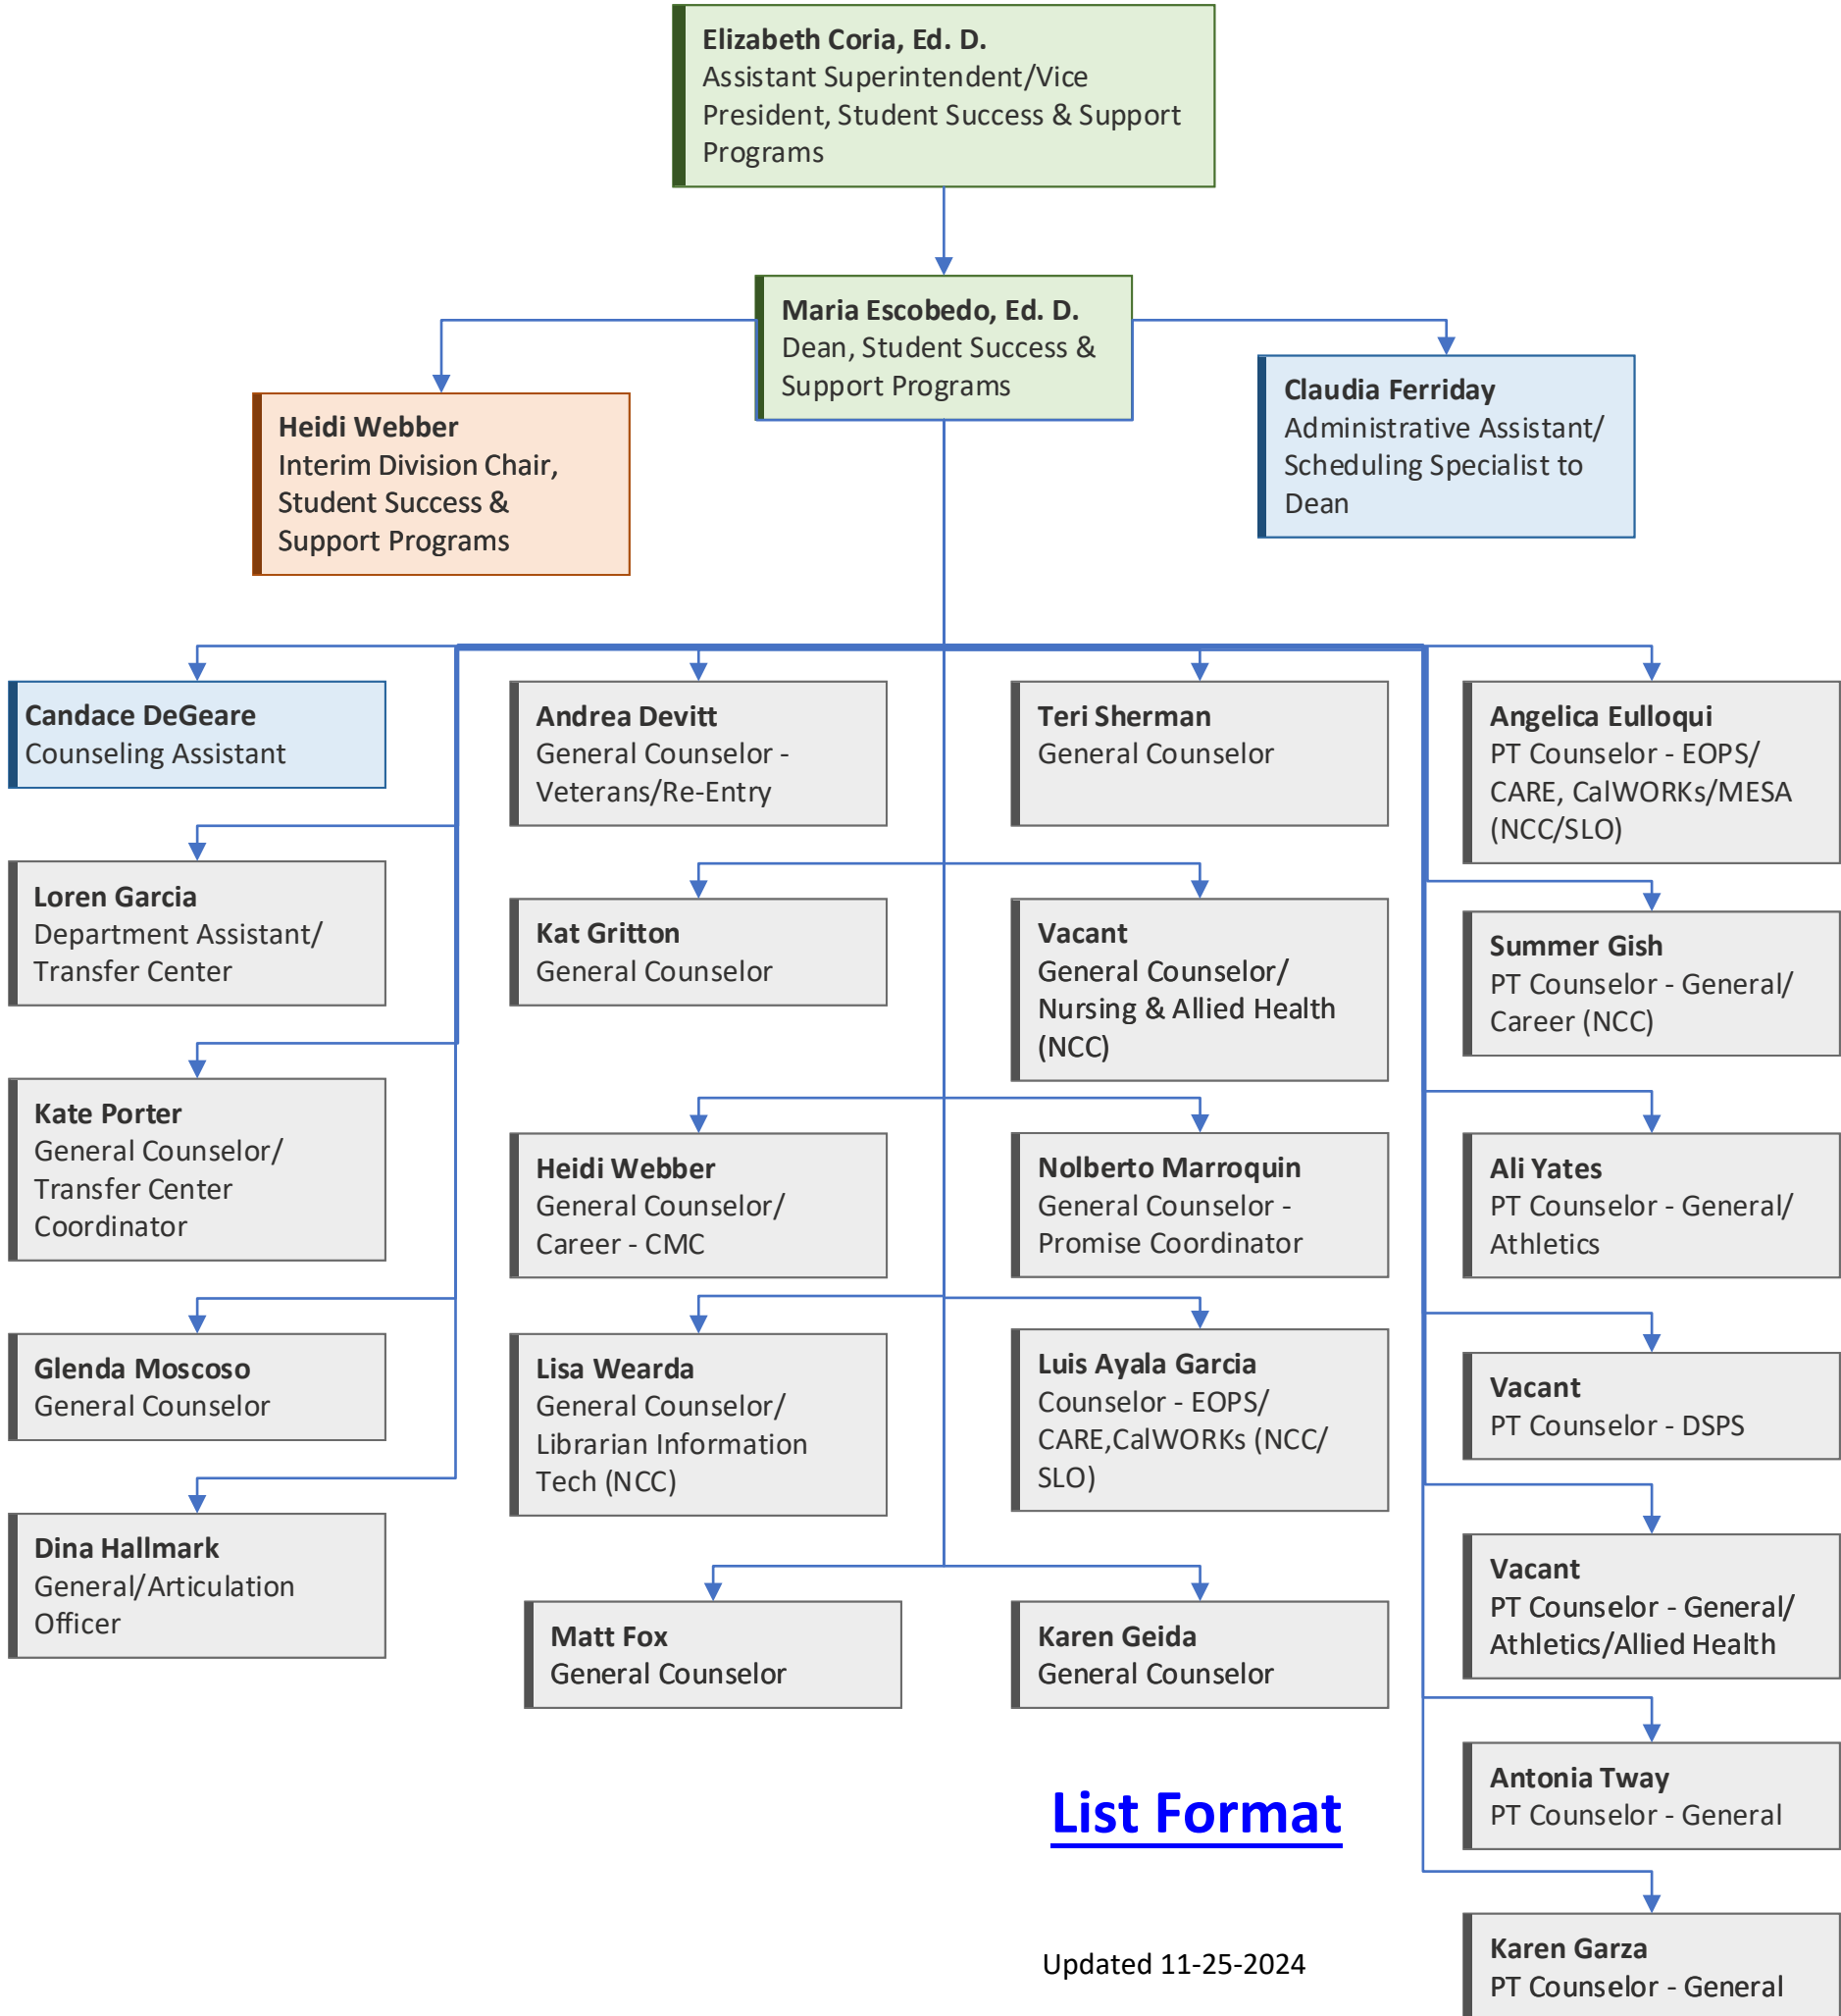 Elizabeth Coria, Ed. D.
Assistant Superintendent/Vice
President, Student Success & Support
Programs
Maria Escobedo, Ed. D.
Dean, Student Success &
Support Programs
Heidi Webber
Interim Division Chair,
Student Success &
Support Programs
Claudia Ferriday
Administrative Assistant/
Scheduling Specialist to
Dean
Candace DeGeare
Counseling Assistant
Loren Garcia
Department Assistant/
Transfer Center
Kate Porter
General Counselor/
Transfer Center
Coordinator
Glenda Moscoso
General Counselor
Dina Hallmark
General/Articulation
Officer
Andrea Devitt
General Counselor -
Veterans/Re-Entry
Kat Gritton
General Counselor
Heidi Webber
General Counselor/
Career - CMC
Lisa Wearda
General Counselor/
Librarian Information
Tech (NCC)
Matt Fox
General Counselor
Teri Sherman
General Counselor
Vacant
General Counselor/
Nursing & Allied Health
(NCC)
Nolberto Marroquin
General Counselor -
Promise Coordinator
Luis Ayala Garcia
Counselor - EOPS/
CARE,CalWORKs (NCC/
SLO)
Karen Geida
General Counselor
Angelica Eulloqui
PT Counselor - EOPS/
CARE, CalWORKs/MESA
(NCC/SLO)
Summer Gish
PT Counselor - General/
Career (NCC)
Ali Yates
PT Counselor - General/
Athletics
Vacant
PT Counselor - DSPS
Vacant
PT Counselor - General/
Athletics/Allied Health
Antonia Tway
PT Counselor - General
Karen Garza
PT Counselor - General
List Format
Updated 11-25-2024